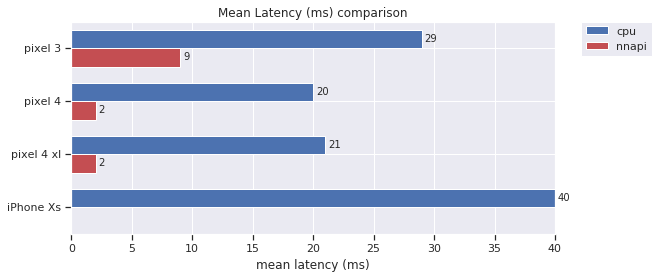 Mean Latency (ms) comparison
cpu
nnapi
pixel 3
29
9
pixel 4
20
2
pixel 4 xl
21
2
iPhone Xs
40
0 5 10 15 20 25 30 35 40
mean latency (ms)